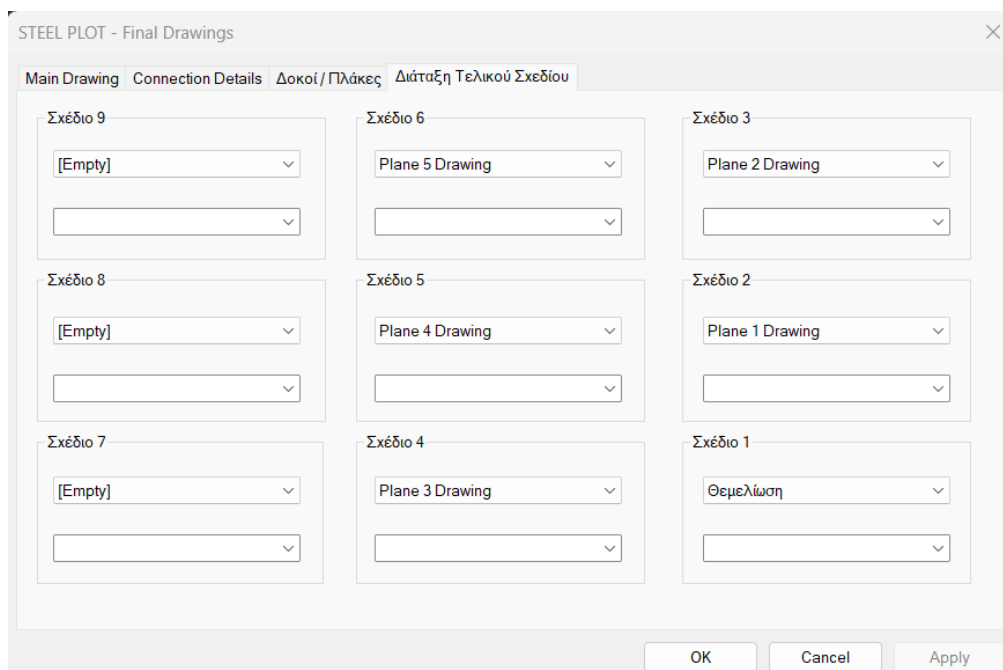 STEEL PLOT - Final Drawings
Main Drawing Connection Details Δοκοί / Πλάκες Διάταξη Τελικού Σχεδίου
Σχέδιο 9 Σχέδιο 6 Σχέδιο 3
[Empty] Plane 5 Drawing Plane 2 Drawing
Σχέδιο 8 Σχέδιο 5 Σχέδιο 2
[Empty] Plane 4 Drawing Plane 1 Drawing
Σχέδιο 7 Σχέδιο 4 Σχέδιο 1
[Empty] Plane 3 Drawing Θεμελίωση
OK Cancel Apply